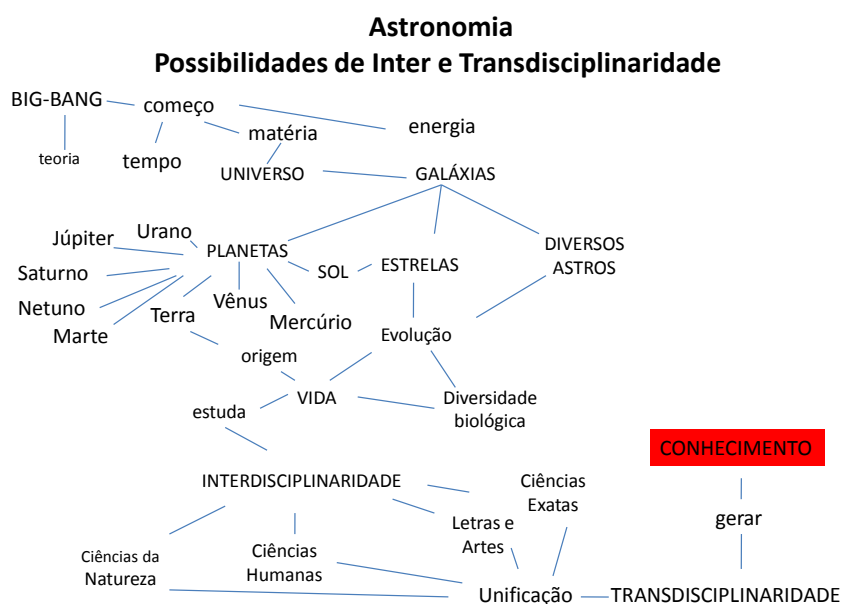 Astronomia
Possibilidades de Inter e Transdisciplinaridade
BIG-BANG
começo
matéria
energia
teoria
tempo
UNIVERSO
GALÁXIAS
Júpiter
Urano
PLANETAS
DIVERSOS
ASTROS
Saturno
SOL
ESTRELAS
Netuno
Marte
Terra
Vênus
Mercúrio
Evolução
origem
VIDA
Diversidade
biológica
estuda
CONHECIMENTO
INTERDISCIPLINARIDADE
Ciências
Exatas
Letras e
Artes
gerar
Ciências da
Natureza
Ciências
Humanas
Unificação
TRANSDISCIPLINARIDADE